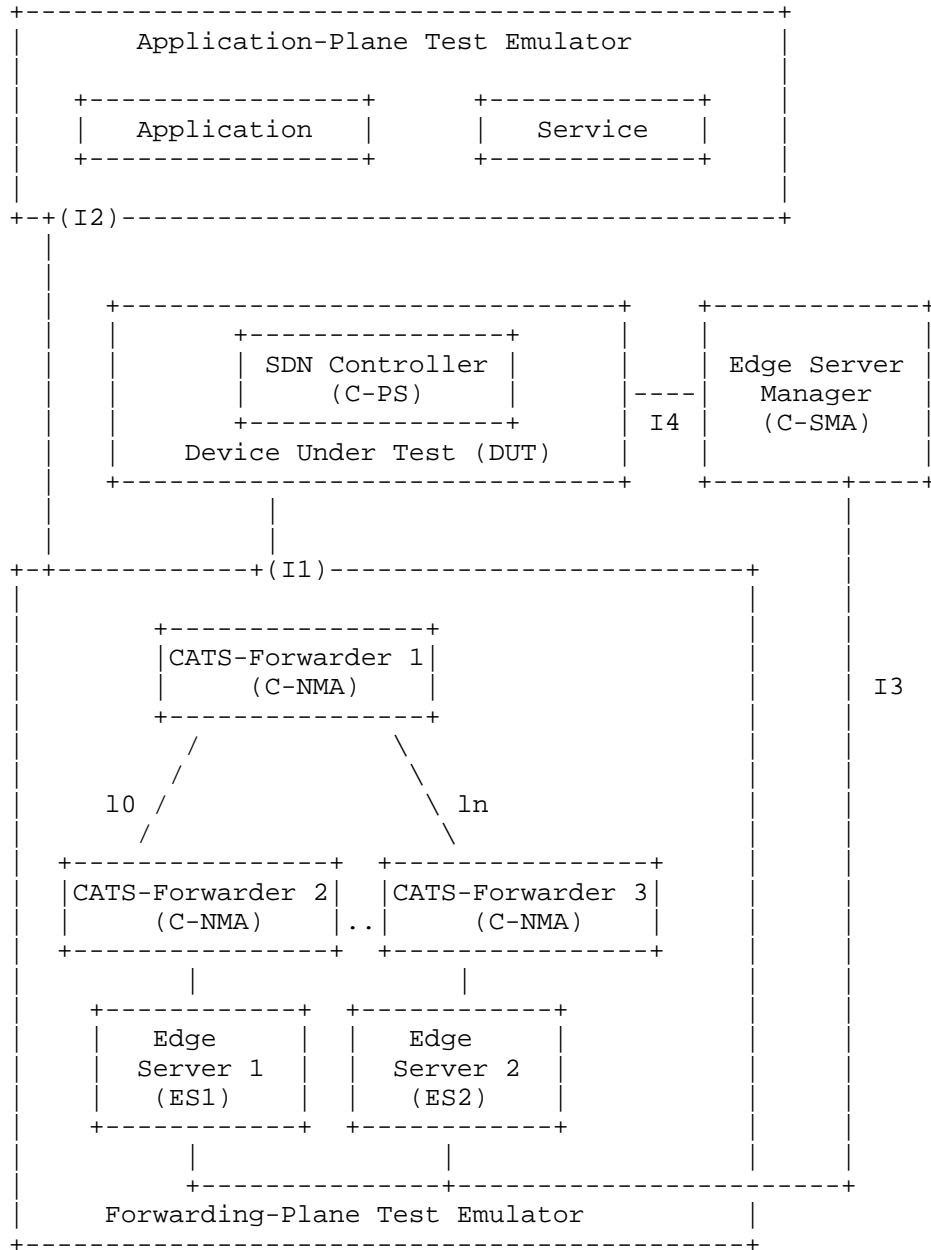 Application-Plane Test Emulator
Application Service
(I2)
SDN Controller
(C-PS)
Device Under Test (DUT)
I4
Edge Server
Manager
(C-SMA)
(I1)
CATS-Forwarder 1
(C-NMA)
I3
l0 ln
CATS-Forwarder 2 .. CATS-Forwarder 3
(C-NMA) (C-NMA)
Edge Edge
Server 1 Server 2
(ES1) (ES2)
Forwarding-Plane Test Emulator